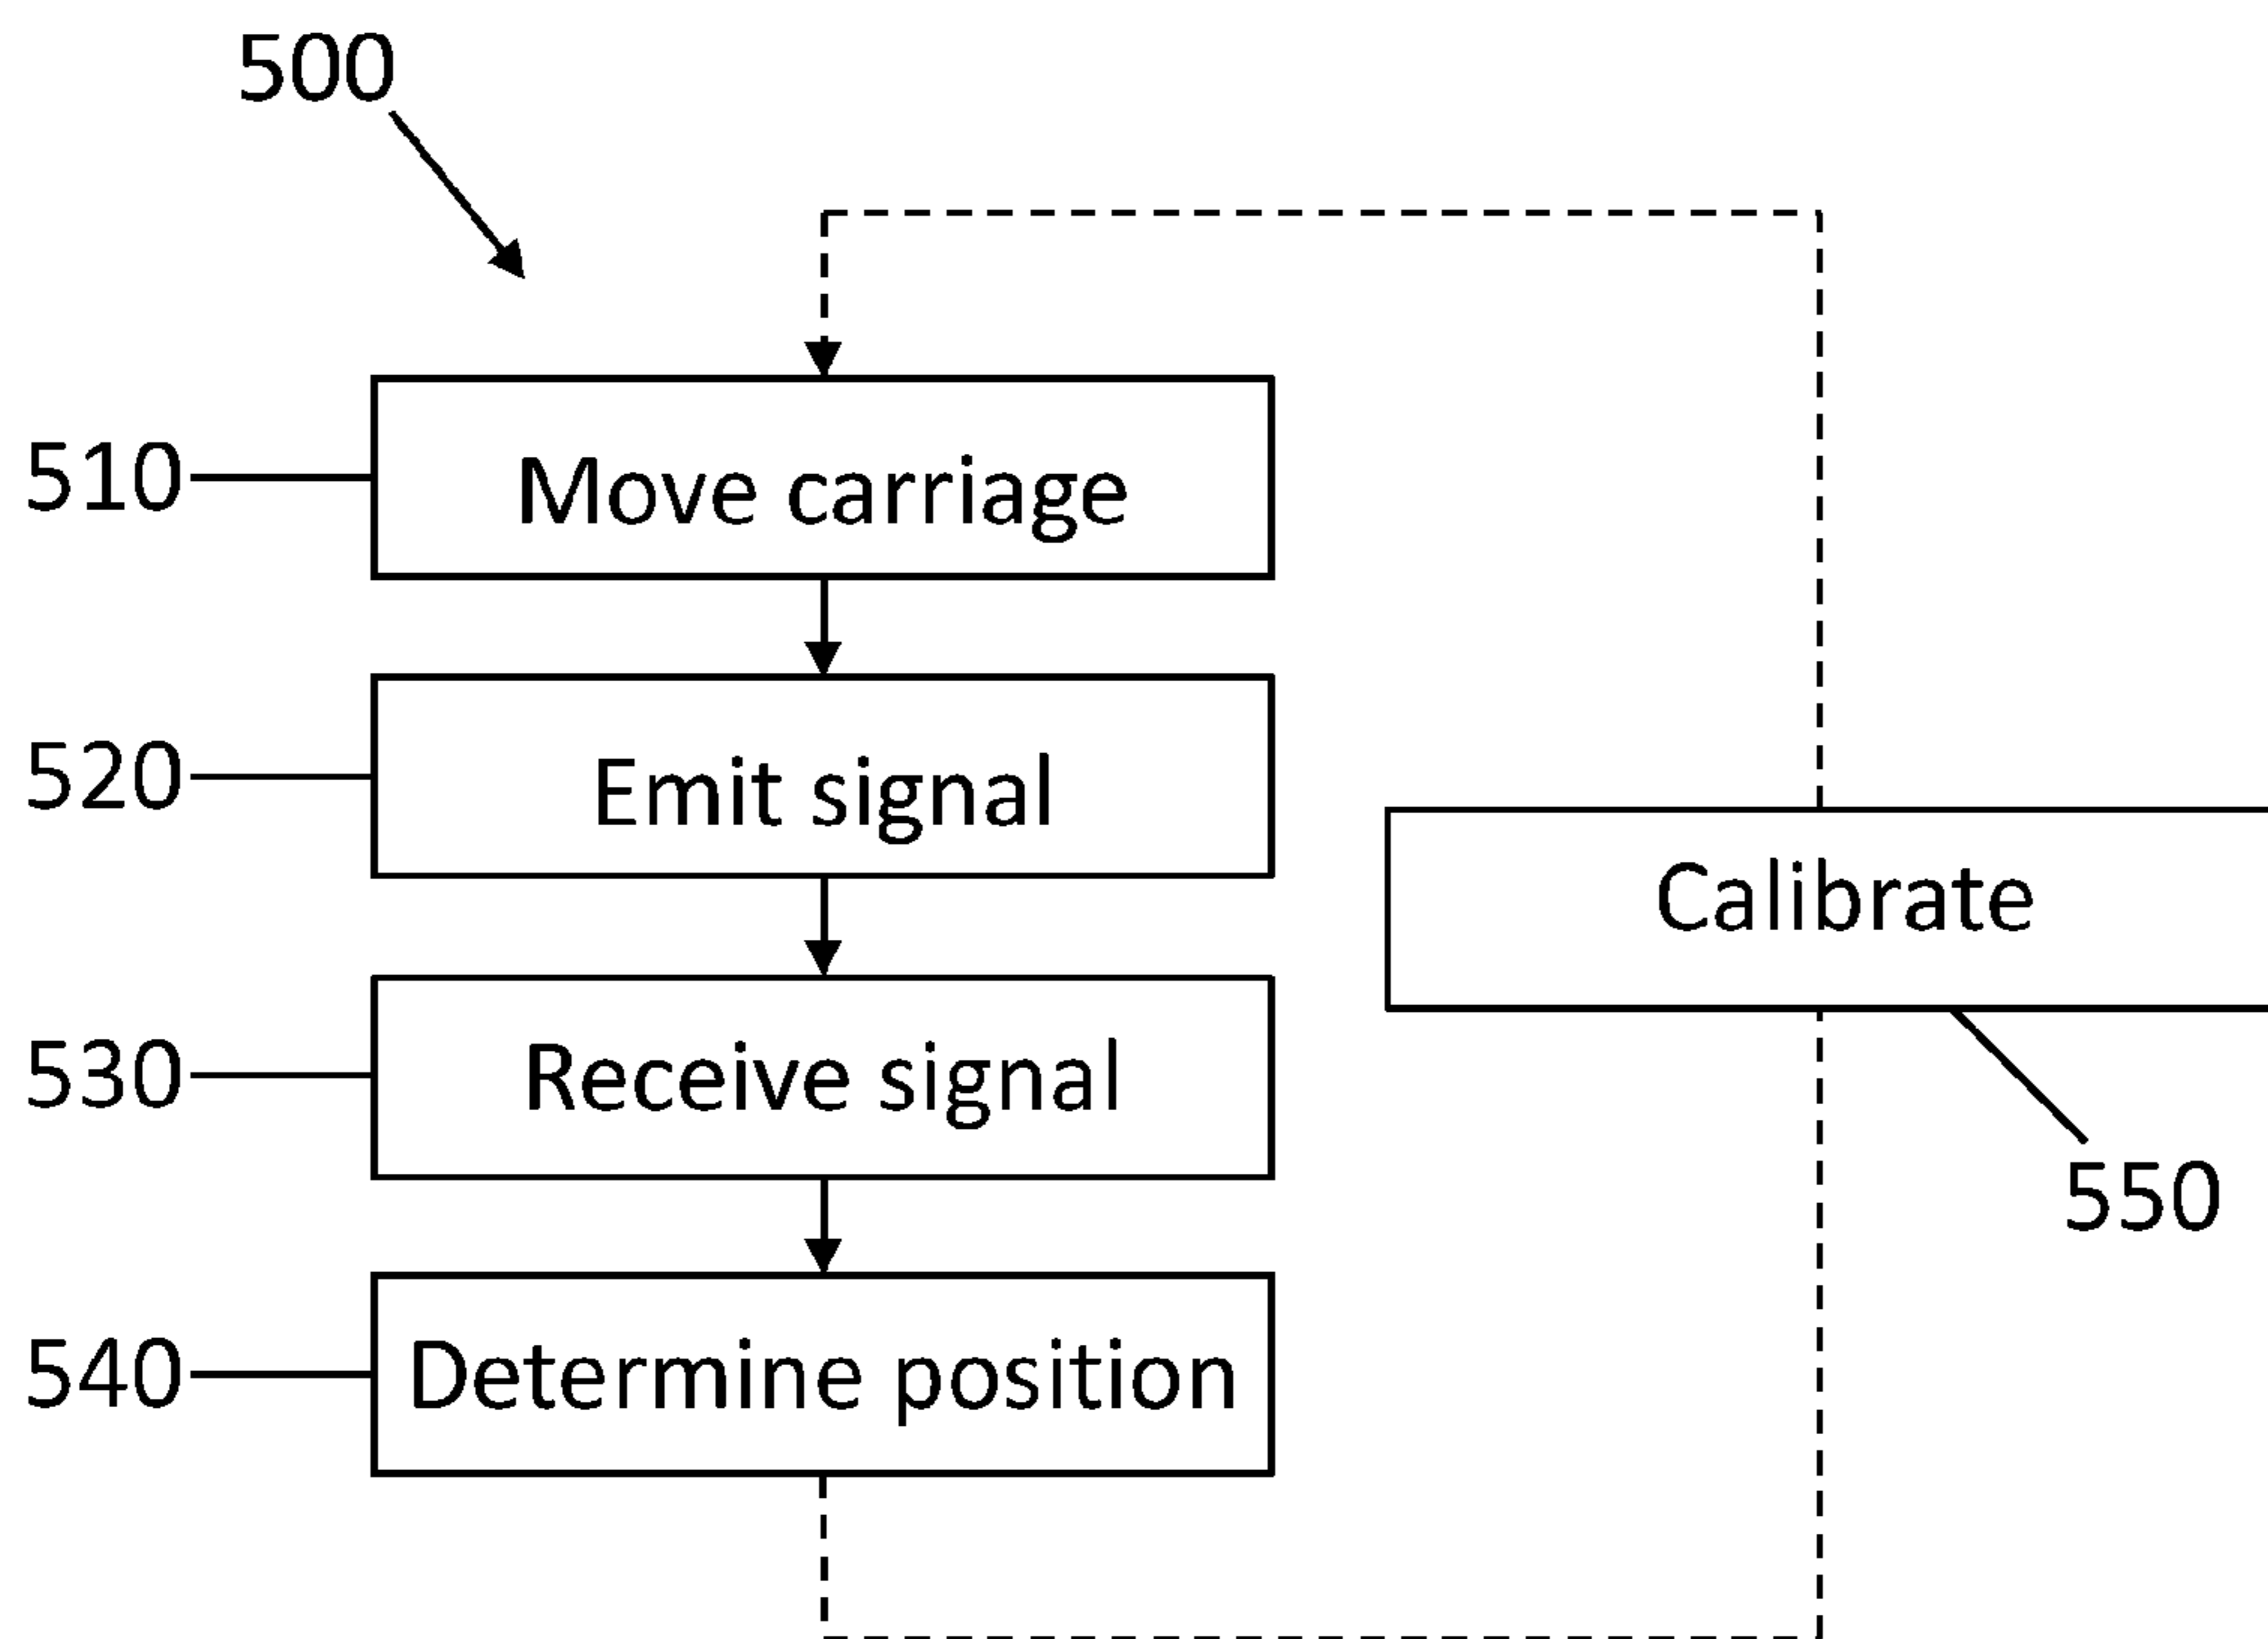 500
510
Move carriage
520
Emit signal
Calibrate
530
Receive signal
550
540
Determine position